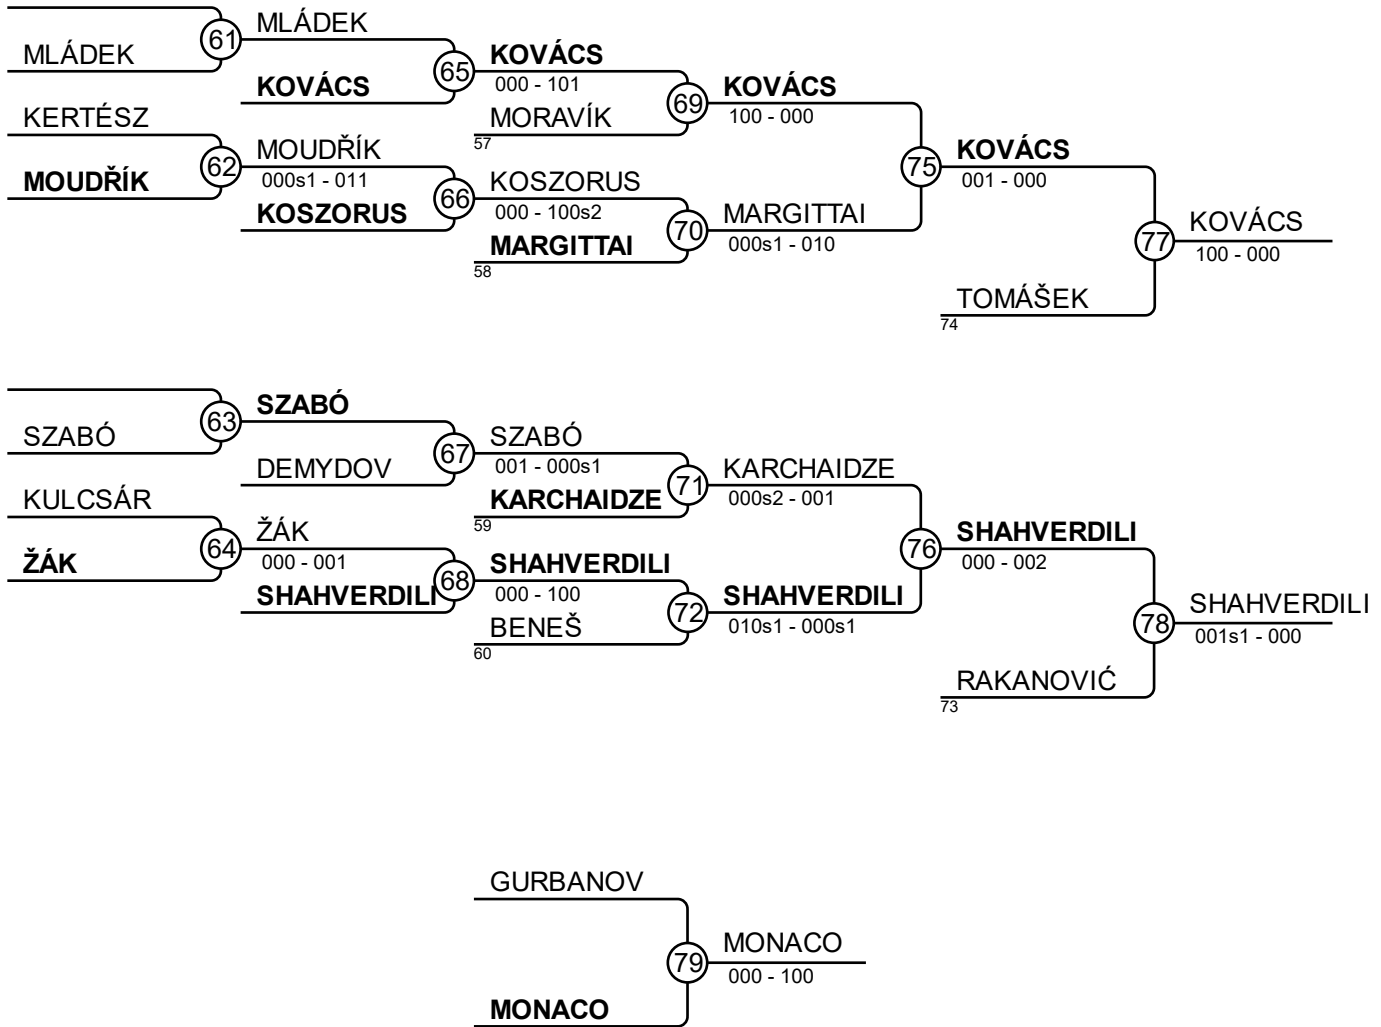 61
MLÁDEK
MLÁDEK
65
KOVÁCS
KOVÁCS
000 - 101
KERTÉSZ
MOUDŘÍK
62
MOUDŘÍK
000s1 - 011
KOSZORUS
66
MORAVÍK
57
69
KOVÁCS
100 - 000
KOSZORUS
000 - 100s2
MARGITTAI
58
70
MARGITTAI
000s1 - 010
75
KOVÁCS
001 - 000
TOMÁŠEK
74
77
KOVÁCS
100 - 000
SZABÓ
63
SZABÓ
DEMYDOV
67
SZABÓ
001 - 000s1
KARCHAIDZE
59
71
KARCHAIDZE
000s2 - 001
KULCSÁR
ŽÁK
64
ŽÁK
000 - 001
SHAHVERDILI
68
SHAHVERDILI
000 - 100
BENEŠ
60
72
SHAHVERDILI
010s1 - 000s1
76
SHAHVERDILI
000 - 002
RAKANOVIĆ
73
78
SHAHVERDILI
001s1 - 000
GURBANOV
MONACO
79
MONACO
000 - 100